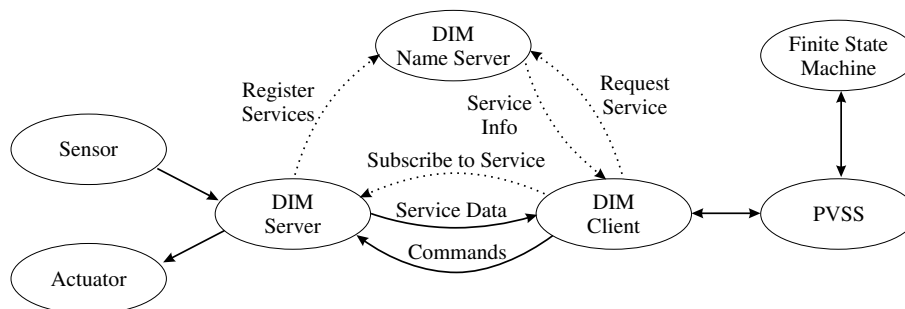 DIM
Name Server
Finite State
Machine
Register
Services
Request
Service
Service
Info
Sensor
Subscribe to Service
DIM
Server
Service Data
DIM
Client
PVSS
Commands
Actuator